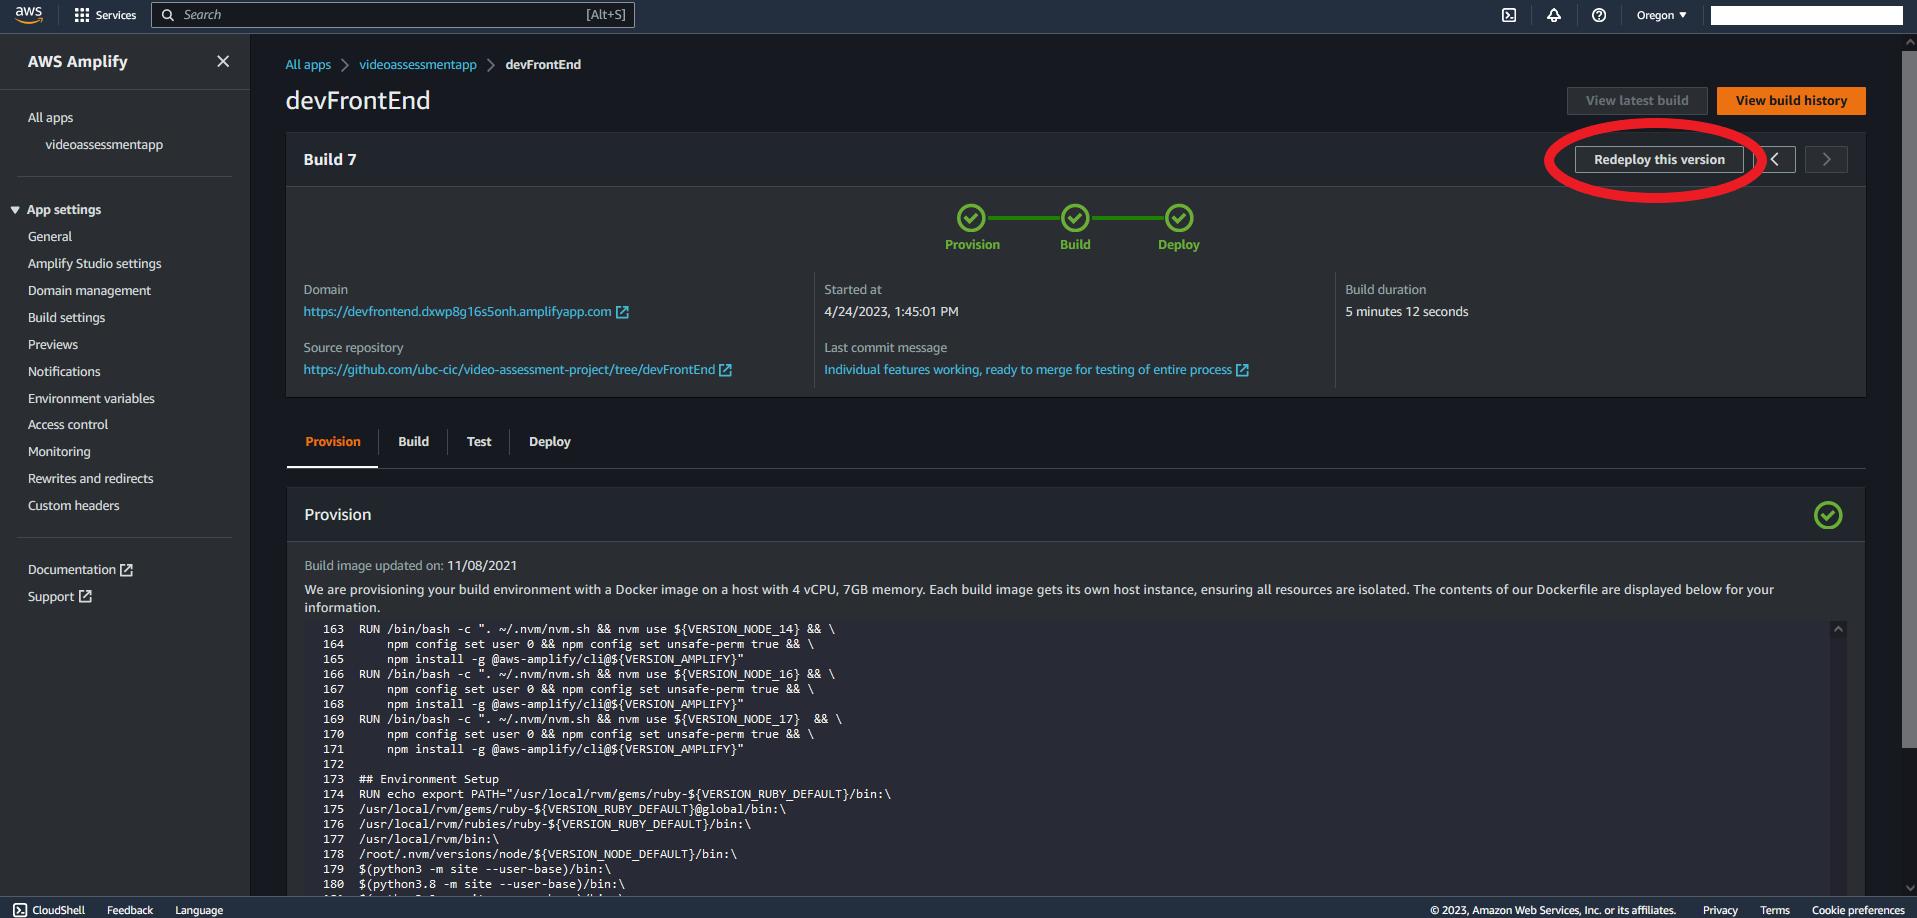 aws
Services
Search
[Alt+S]
Oregon
AWS Amplify
All apps
videoassessmentapp
App settings
General
Amplify Studio settings
Domain management
Build settings
Previews
Notifications
Environment variables
Access control
Monitoring
Rewrites and redirects
Custom headers
Documentation
Support
All apps
videoassessmentapp
devFrontEnd
devFrontEnd
View latest build
View build history
Build 7
Redeploy this version
Provision
Build
Deploy
Domain
https://devfrontend.dxwp8g16s5onh.amplifyapp.com
Source repository
https://github.com/ubc-cic/video-assessment-project/tree/devFrontEnd
Started at
4/24/2023, 1:45:01 PM
Last commit message
Individual features working, ready to merge for testing of entire process
Build duration
5 minutes 12 seconds
Provision
Build
Test
Deploy
Provision
Build image updated on: 11/08/2021
We are provisioning your build environment with a Docker image on a host with 4 vCPU, 7GB memory. Each build image gets its own host instance, ensuring all resources are isolated. The contents of our Dockerfile are displayed below for your
information.
163 RUN /bin/bash -c ". ~/.nvm/nvm.sh && nvm use ${VERSION_NODE_14} && \
164 npm config set user 0 && npm config set unsafe-perm true && \
165 npm install -g @aws-amplify/cli@${VERSION_AMPLIFY}"
166 RUN /bin/bash -c ". ~/.nvm/nvm.sh && nvm use ${VERSION_NODE_16} && \
167 npm config set user 0 && npm config set unsafe-perm true && \
168 npm install -g @aws-amplify/cli@${VERSION_AMPLIFY}"
169 RUN /bin/bash -c ". ~/.nvm/nvm.sh && nvm use ${VERSION_NODE_17} && \
170 npm config set user 0 && npm config set unsafe-perm true && \
171 npm install -g @aws-amplify/cli@${VERSION_AMPLIFY}"
172
173 ## Environment Setup
174 RUN echo export PATH="/usr/local/rvm/gems/ruby-${VERSION_RUBY_DEFAULT}/bin:\
175 /usr/local/rvm/gems/ruby-${VERSION_RUBY_DEFAULT}@global/bin:\
176 /usr/local/rvm/rubies/ruby-${VERSION_RUBY_DEFAULT}/bin:\
177 /usr/local/rvm/bin:\
178 /root/.nvm/versions/node/${VERSION_NODE_DEFAULT}/bin:\
179 $(python3 -m site --user-base)/bin:\
180 $(python3.8 -m site --user-base)/bin:\
CloudShell
Feedback
Language
© 2023, Amazon Web Services, Inc. or its affiliates.
Privacy
Terms
Cookie preferences